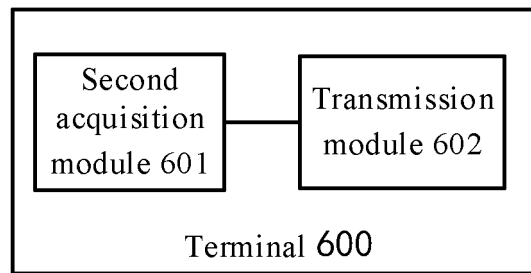 Second
acquisition
module 601
Transmission
module 602
Terminal 600